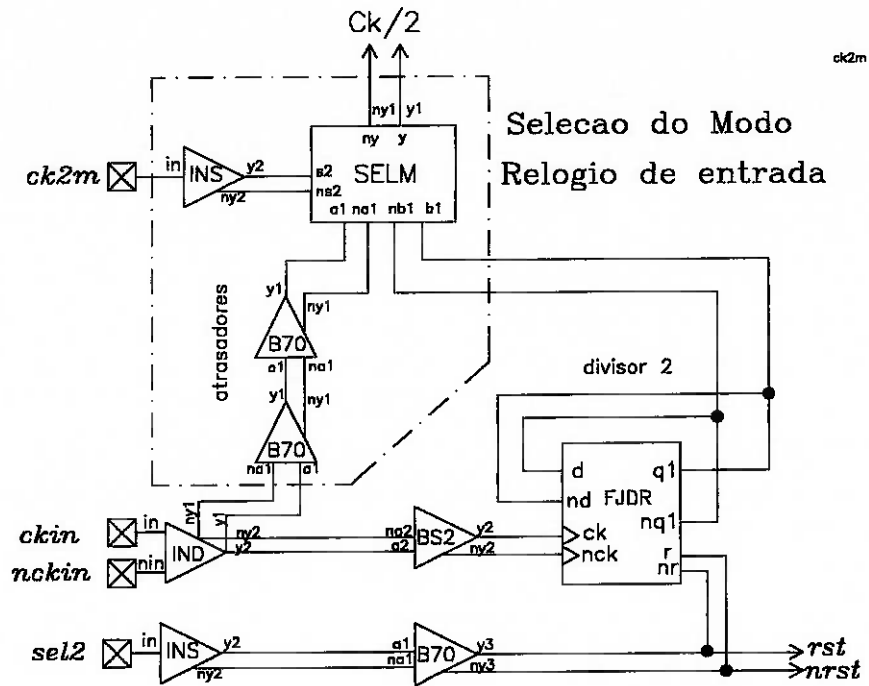 Ck/2
ck2m
ny1 y1
ny y
Selecao do Modo
Relogio de entrada
ck2m
in
INS
y2
ny2
s2
ns2
SELM
a1 na1 nb1 b1
atrasadores
y1
ny1
B70
a1
na1
y1
ny1
B70
na1
a1
divisor 2
d
nd
FJDR
q1
nq1
ck
nck
r
nr
ny1
y1
ckin
in
IND
ny2
y2
na2
a2
BS2
y2
ny2
nckin
nin
sel2
in
INS
y2
ny2
a1
na1
B70
y3
ny3
rst
nrst